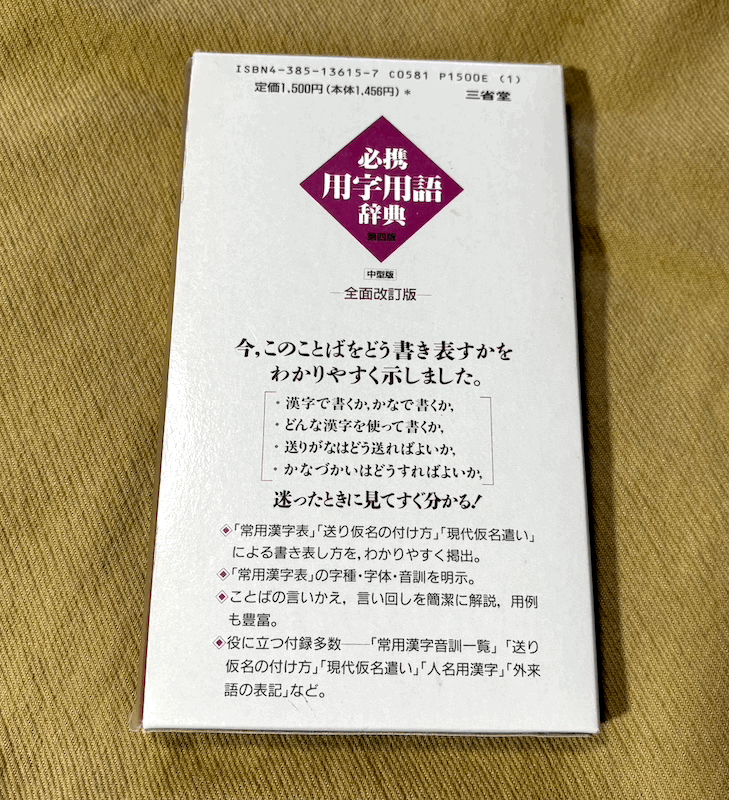 ISBN4-385-13615-7 C0581 P1500E (1)
定価1,500円(本体1,456円)* 三省堂
必携
用字用語
辞典
第四版
中型版
全面改訂版
今,このことばをどう書き表すかを
わかりやすく示しました。
・漢字で書くか,かなで書くか,
・どんな漢字を使って書くか,
・送りがなはどう送ればよいか,
・かなづかいはどうすればよいか,
迷ったときに見てすぐ分かる!
◈「常用漢字表」「送り仮名の付け方」「現代仮名遣い」
による書き表し方を,わかりやすく掲出。
◈「常用漢字表」の字種・字体・音訓を明示。
◈ことばの言いかえ,言い回しを簡潔に解説,用例
も豊富。
◈役に立つ付録多数──「常用漢字音訓一覧」「送り
仮名の付け方」「現代仮名遣い」「人名用漢字」「外来
語の表記」など。